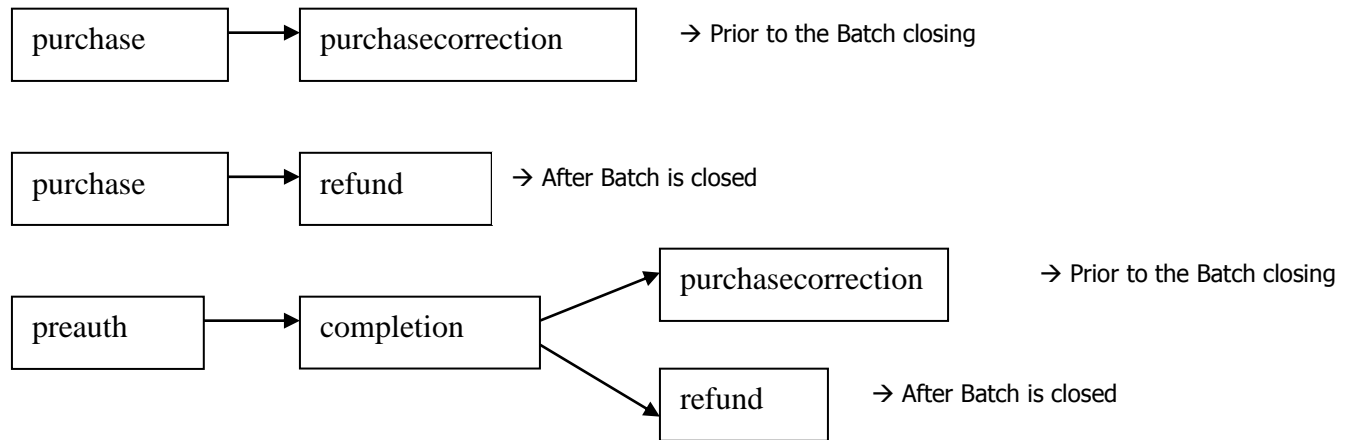 purchase purchasecorrection → Prior to the Batch closing
purchase refund → After Batch is closed
purchasecorrection → Prior to the Batch closing
preauth completion
refund → After Batch is closed